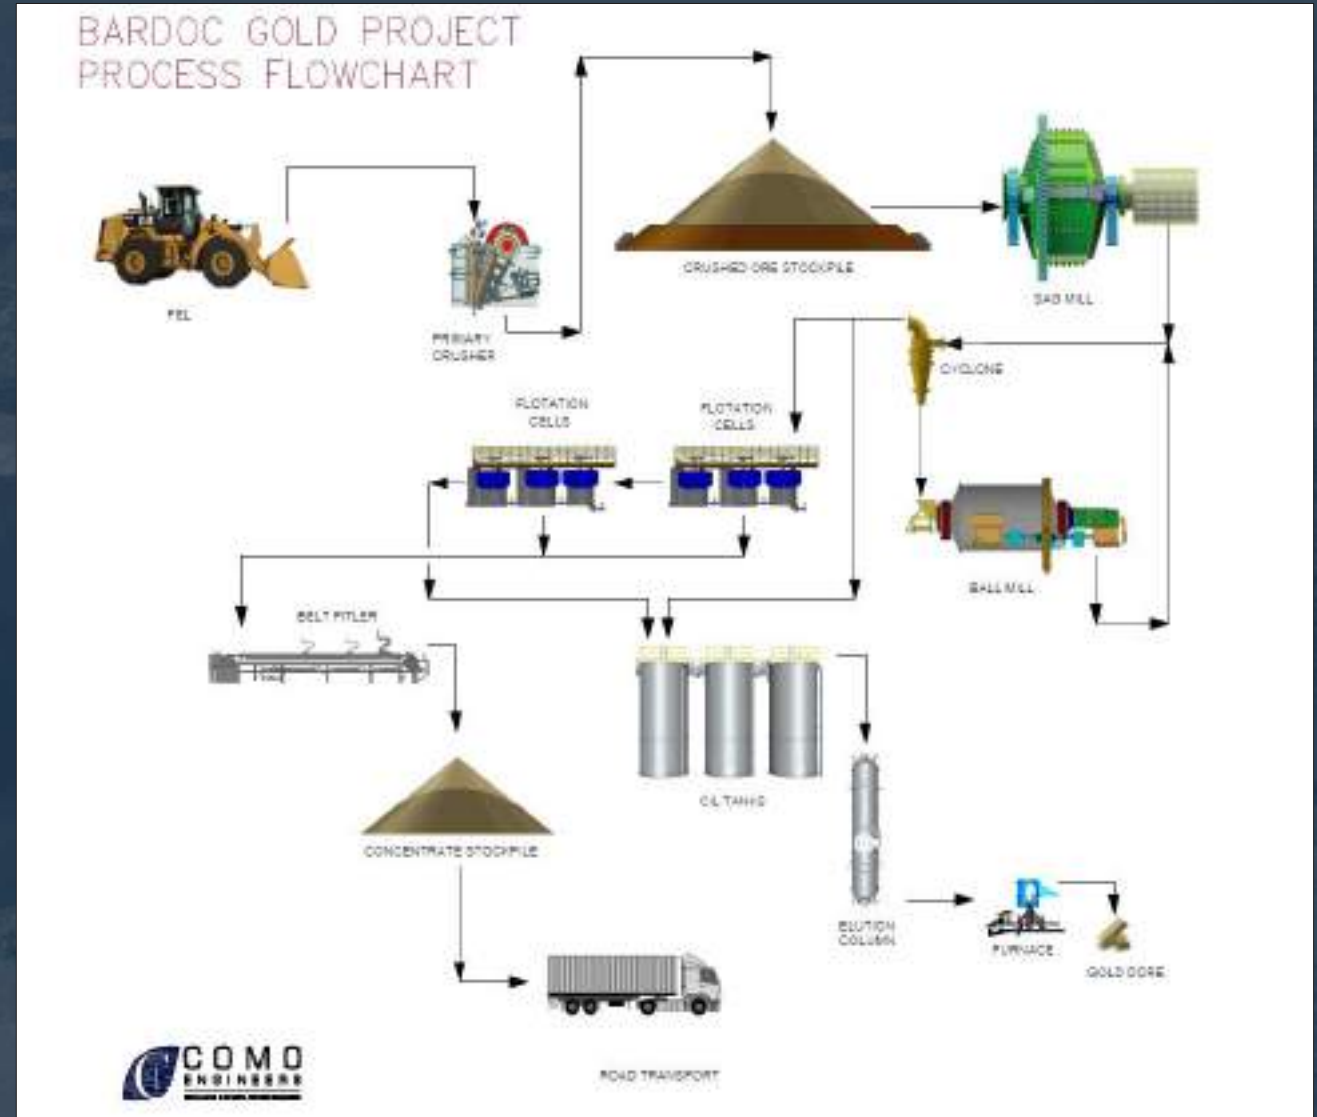 BARDOC GOLD PROJECT
PROCESS FLOWCHART
FEL
PRIMARY
CRUSHER
CRUSHED ORE STOCKPILE
SAG MILL
CYCLONE
FLOTATION
CELLS
FLOTATION
CELLS
BALL MILL
BELT FITLER
CIL TANKS
CONCENTRATE STOCKPILE
ELUTION
COLUMN
FURNACE
GOLD DORE
ROAD TRANSPORT
COMO
ENGINEERS